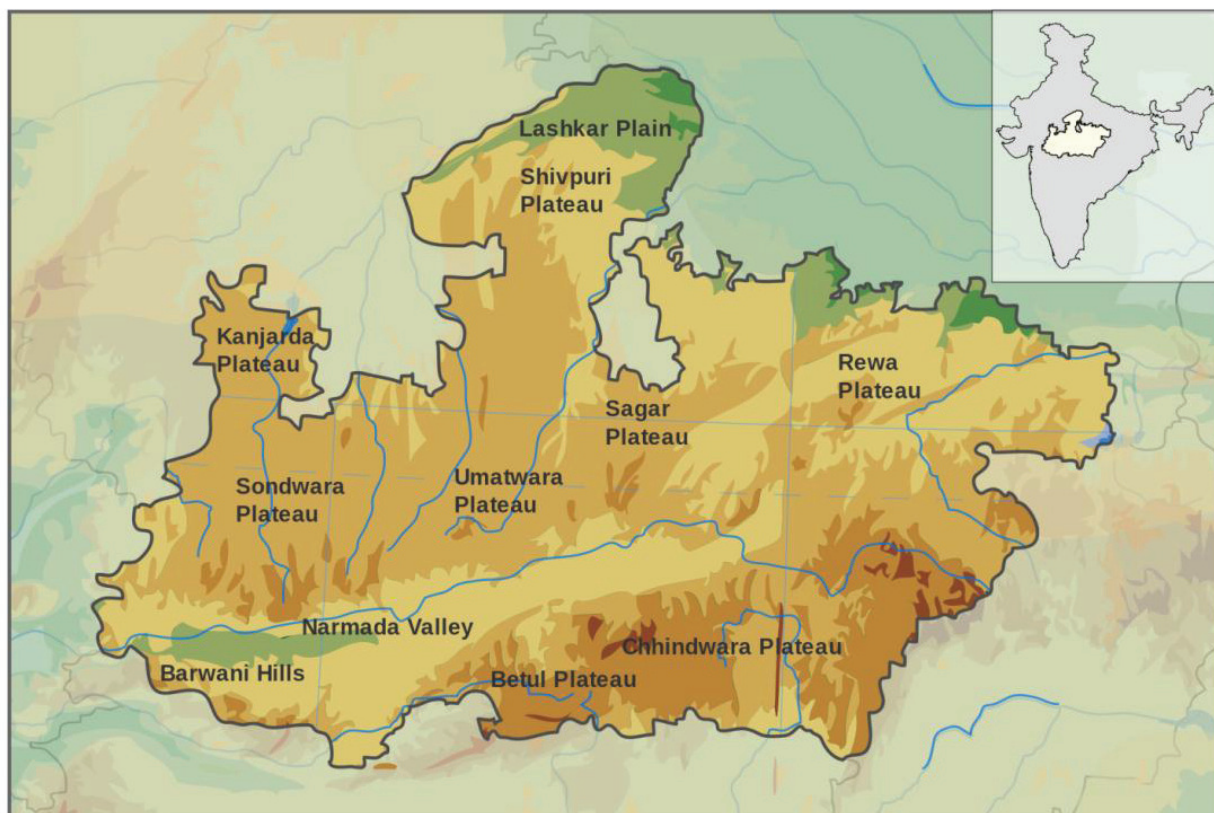 Lashkar Plain
Shivpuri
Plateau
Kanjarda
Plateau
Rewa
Plateau
Sagar
Plateau
Umatwara
Plateau
Sondwara
Plateau
Narmada Valley
Chhindwara Plateau
Barwani Hills
Betul Plateau